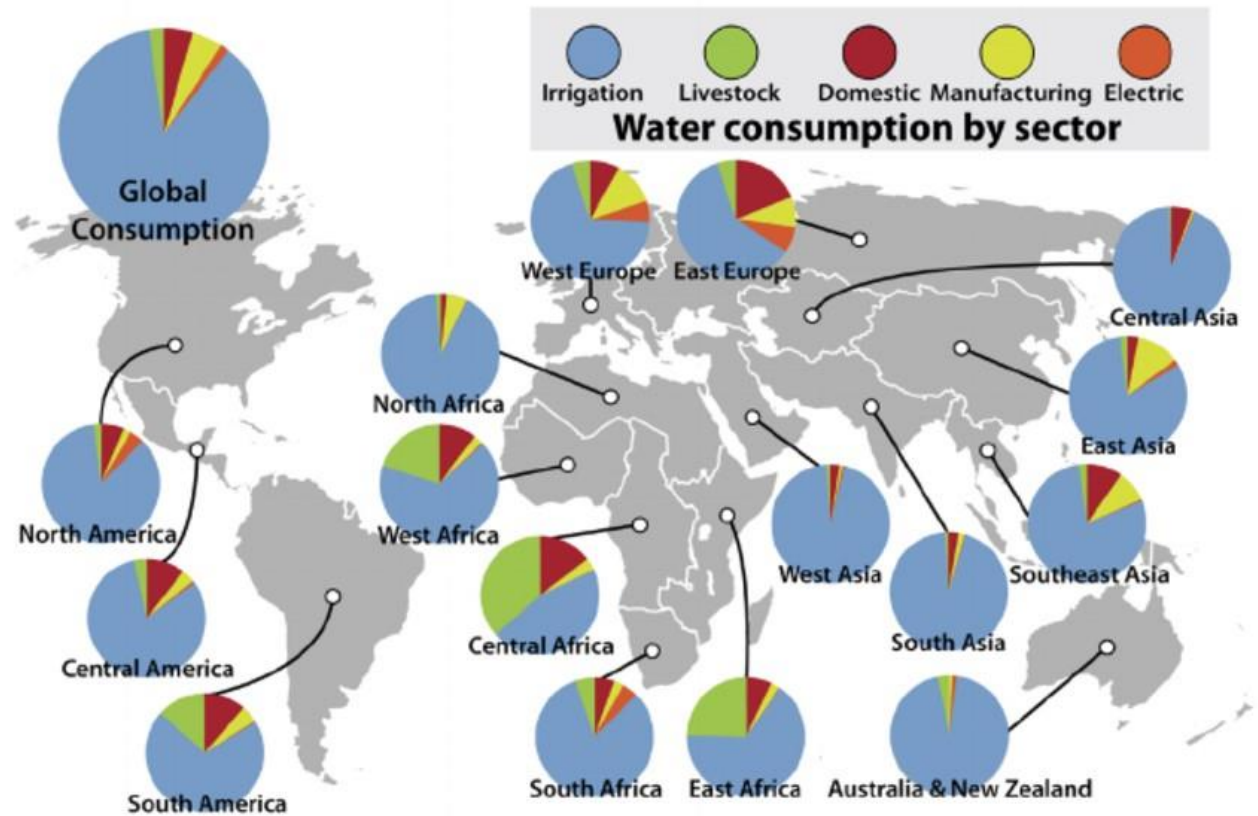 Irrigation Livestock Domestic Manufacturing Electric
Water consumption by sector
Global
Consumption
West Europe
East Europe
Central Asia
North Africa
East Asia
North America
West Africa
West Asia
Southeast Asia
Central Africa
South Asia
Central America
South Africa
East Africa
Australia & New Zealand
South America